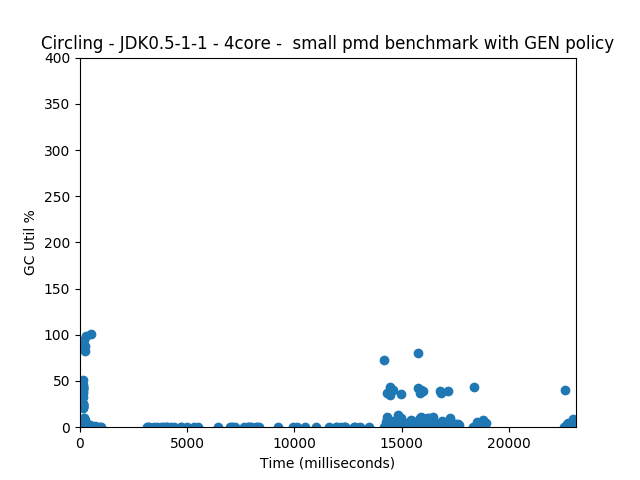 Circling - JDK0.5-1-1 - 4core -  small pmd benchmark with GEN policy
400
350
300
250
200
150
100
50
0
GC Util %
0 5000 10000 15000 20000
Time (milliseconds)